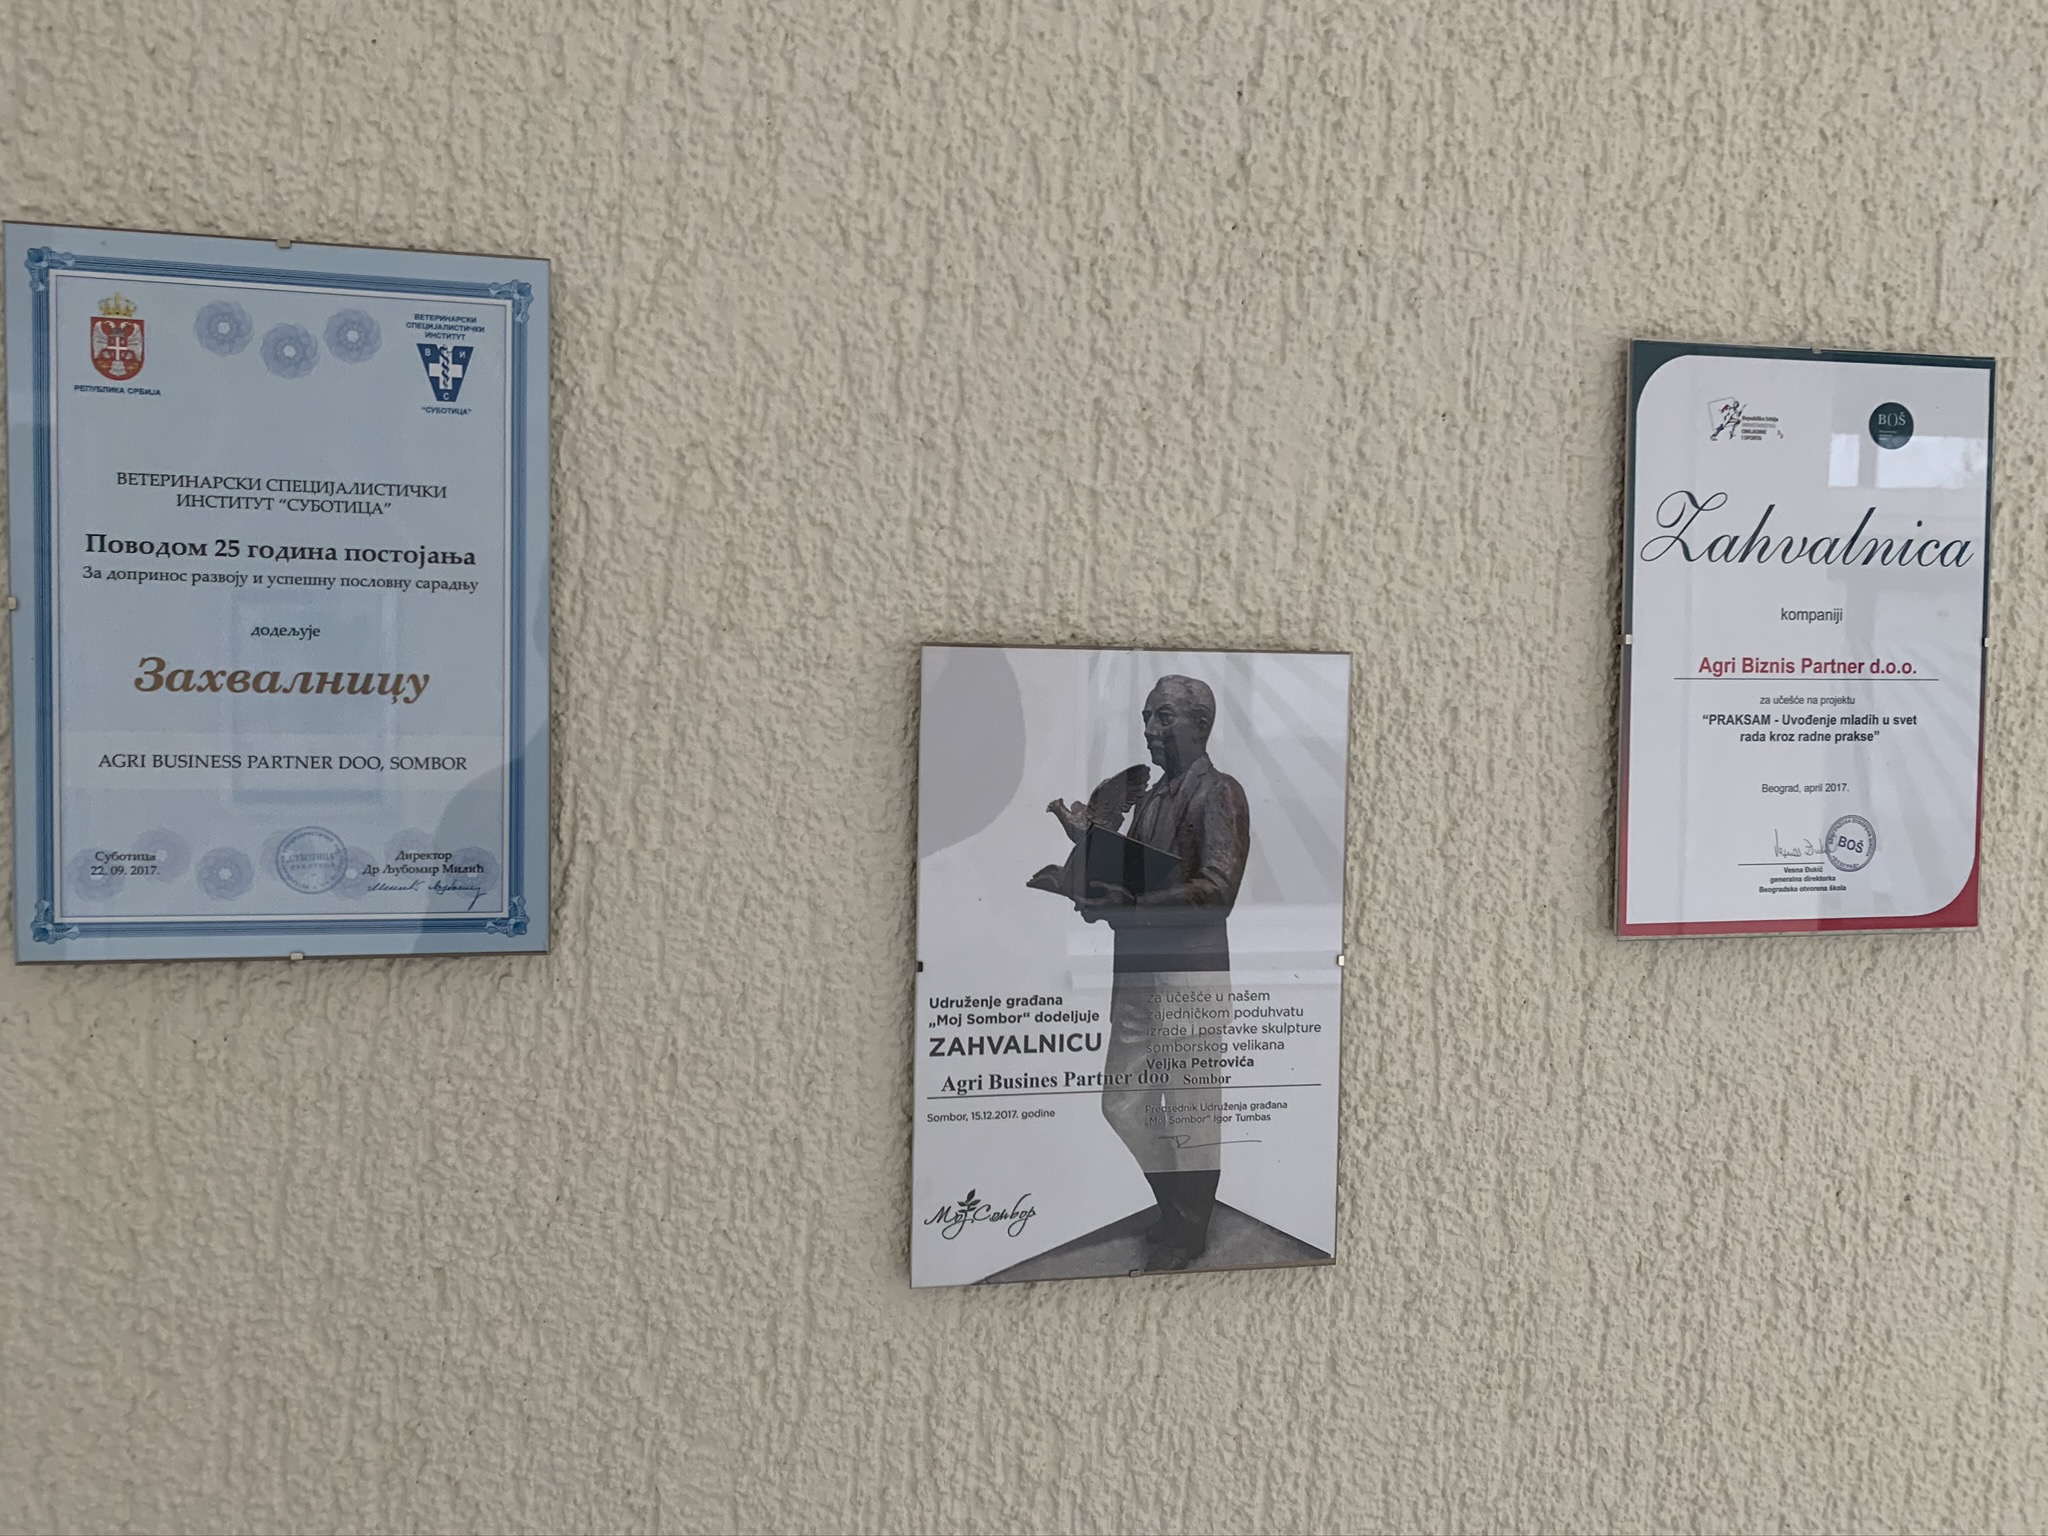 РЕПУБЛИКА СРБИЈА
ВЕТЕРИНАРСКИ
СПЕЦИЈАЛИСТИЧКИ
ИНСТИТУТ
В И
С
"СУБОТИЦА"
ВЕТЕРИНАРСКИ СПЕЦИЈАЛИСТИЧКИ
ИНСТИТУТ "СУБОТИЦА"
Поводом 25 година постојања
За допринос развоју и успешну пословну сарадњу
додељује
Захвалницу
AGRI BUSINESS PARTNER DOO, SOMBOR
Суботица
22. 09. 2017.
Директор
Др Љубомир Милић
Udruženje građana
„Moj Sombor“ dodeljuje
ZAHVALNICU
za učešće u našem
zajedničkom poduhvatu
izrade i postavke skulpture
somborskog velikana
Veljka Petrovića
Agri Busines Partner doo Sombor
Sombor, 15.12.2017. godine
Predsednik Udruženja građana
„Moj Sombor“ Igor Tumbas
Мој Сомбор
Republika Srbija
OMLADINE
I SPORTA
BOŠ
Zahvalnica
kompaniji
Agri Biznis Partner d.o.o.
za učešće na projektu
“PRAKSAM - Uvođenje mladih u svet
rada kroz radne prakse”
Beograd, april 2017.
BOŠ
Vesna Đukić
generalna direktorka
Beogradska otvorena škola